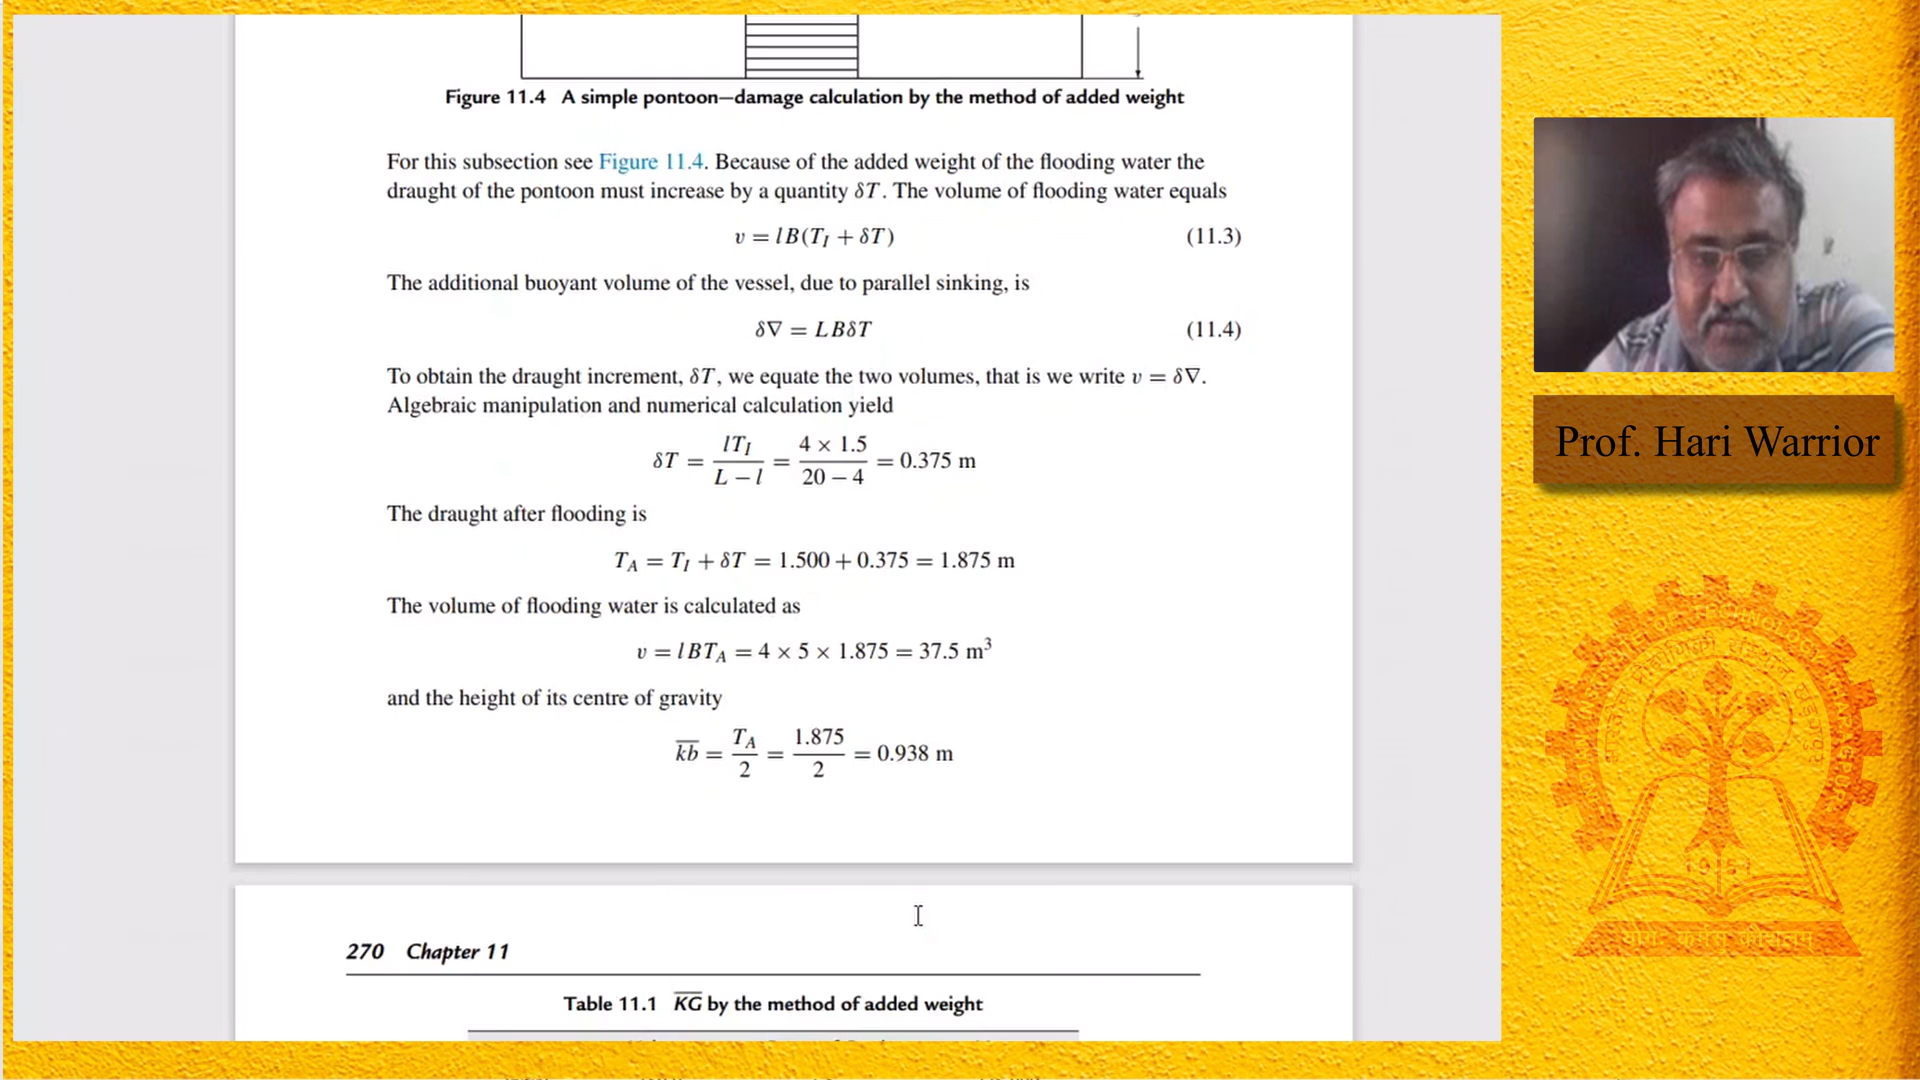 Figure 11.4 A simple pontoon—damage calculation by the method of added weight
For this subsection see Figure 11.4. Because of the added weight of the flooding water the
draught of the pontoon must increase by a quantity δT. The volume of flooding water equals
v = lB(T_I + δT) (11.3)
The additional buoyant volume of the vessel, due to parallel sinking, is
δ∇ = LBδT (11.4)
To obtain the draught increment, δT, we equate the two volumes, that is we write v = δ∇.
Algebraic manipulation and numerical calculation yield
δT = lT_I / (L − l) = (4 × 1.5) / (20 − 4) = 0.375 m
The draught after flooding is
T_A = T_I + δT = 1.500 + 0.375 = 1.875 m
The volume of flooding water is calculated as
v = lBT_A = 4 × 5 × 1.875 = 37.5 m³
and the height of its centre of gravity
k̅b̅ = T_A / 2 = 1.875 / 2 = 0.938 m
270 Chapter 11
Table 11.1 K̅G̅ by the method of added weight
Prof. Hari Warrior
1951
योगः कर्मसु कौशलम्